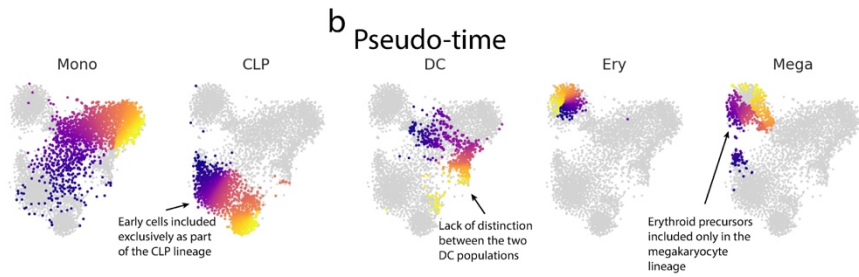 b
Pseudo-time
Mono
CLP
DC
Ery
Mega
Early cells included
exclusively as part
of the CLP lineage
Lack of distinction
between the two
DC populations
Erythroid precursors
included only in the
megakaryocyte
lineage